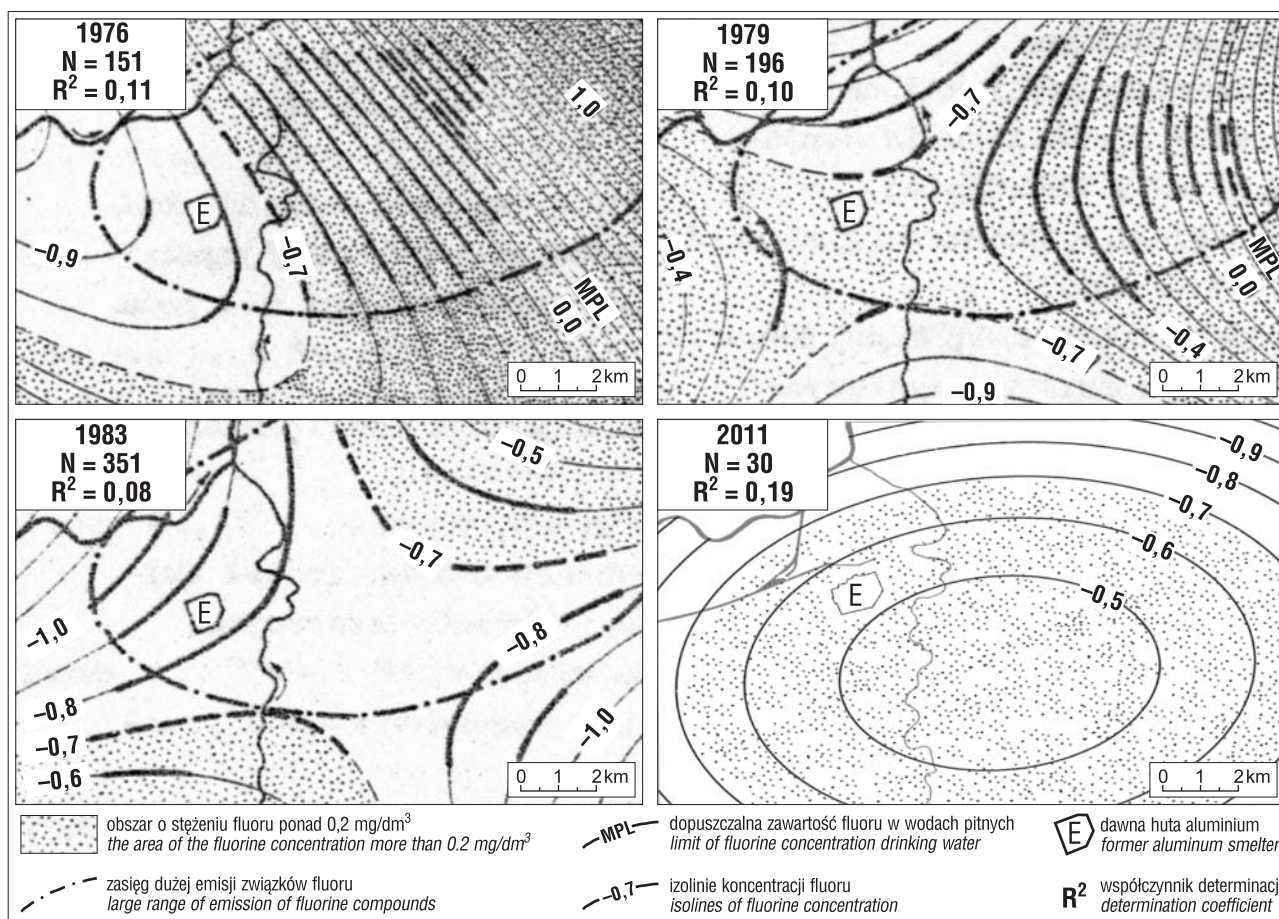 1976
N = 151
R² = 0,11
1,0
E
–0,9
–0,7
MPL
0,0
0 1 2 km
1979
N = 196
R² = 0,10
–0,7
E
–0,4
MPL
0,0
–0,7
–0,4
–0,9
0 1 2 km
1983
N = 351
R² = 0,08
–0,5
–0,7
E
–1,0
–0,8
–0,8
–0,7
–1,0
–0,6
0 1 2 km
2011
N = 30
R² = 0,19
–0,9
–0,8
–0,7
–0,6
–0,5
E
0 1 2 km
obszar o stężeniu fluoru ponad 0,2 mg/dm³
the area of the fluorine concentration more than 0.2 mg/dm³
zasięg dużej emisji związków fluoru
large range of emission of fluorine compounds
MPL
dopuszczalna zawartość fluoru w wodach pitnych
limit of fluorine concentration drinking water
–0,7
izolinie koncentracji fluoru
isolines of fluorine concentration
E
dawna huta aluminium
former aluminum smelter
R²
współczynnik determinacj
determination coefficient